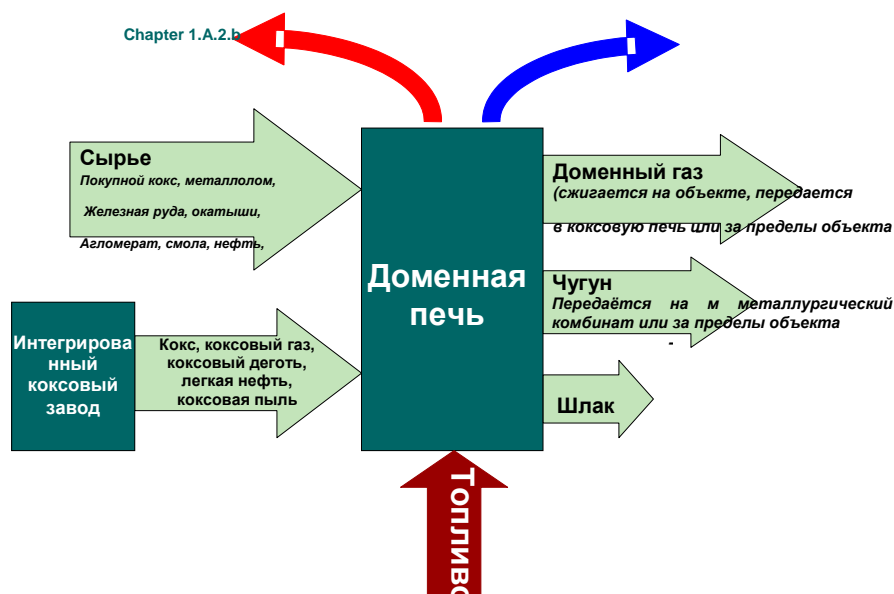 Chapter 1.A.2.b
Сырье
Покупной кокс, металлолом,
Железная руда, окатыши,
Агломерат, смола, нефть,
Интегрирова
нный
коксовый
завод
Кокс, коксовый газ,
коксовый деготь,
легкая нефть,
коксовая пыль
Доменная
печь
Доменный газ
(сжигается на объекте, передается
в коксовую печь или за пределы объекта
Чугун
Передаётся на м металлургический
комбинат или за пределы объекта
-
Шлак
Топливо